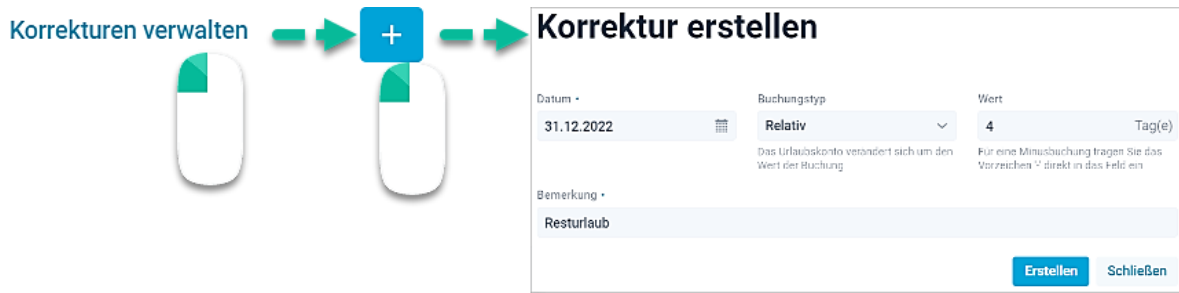 Korrekturen verwalten
+
Korrektur erstellen
Datum •
Buchungstyp
Wert
31.12.2022
Relativ
4 Tag(e)
Das Urlaubskonto verändert sich um den
Wert der Buchung
Für eine Minusbuchung tragen Sie das
Vorzeichen '-' direkt in das Feld ein
Bemerkung •
Resturlaub
Erstellen
Schließen